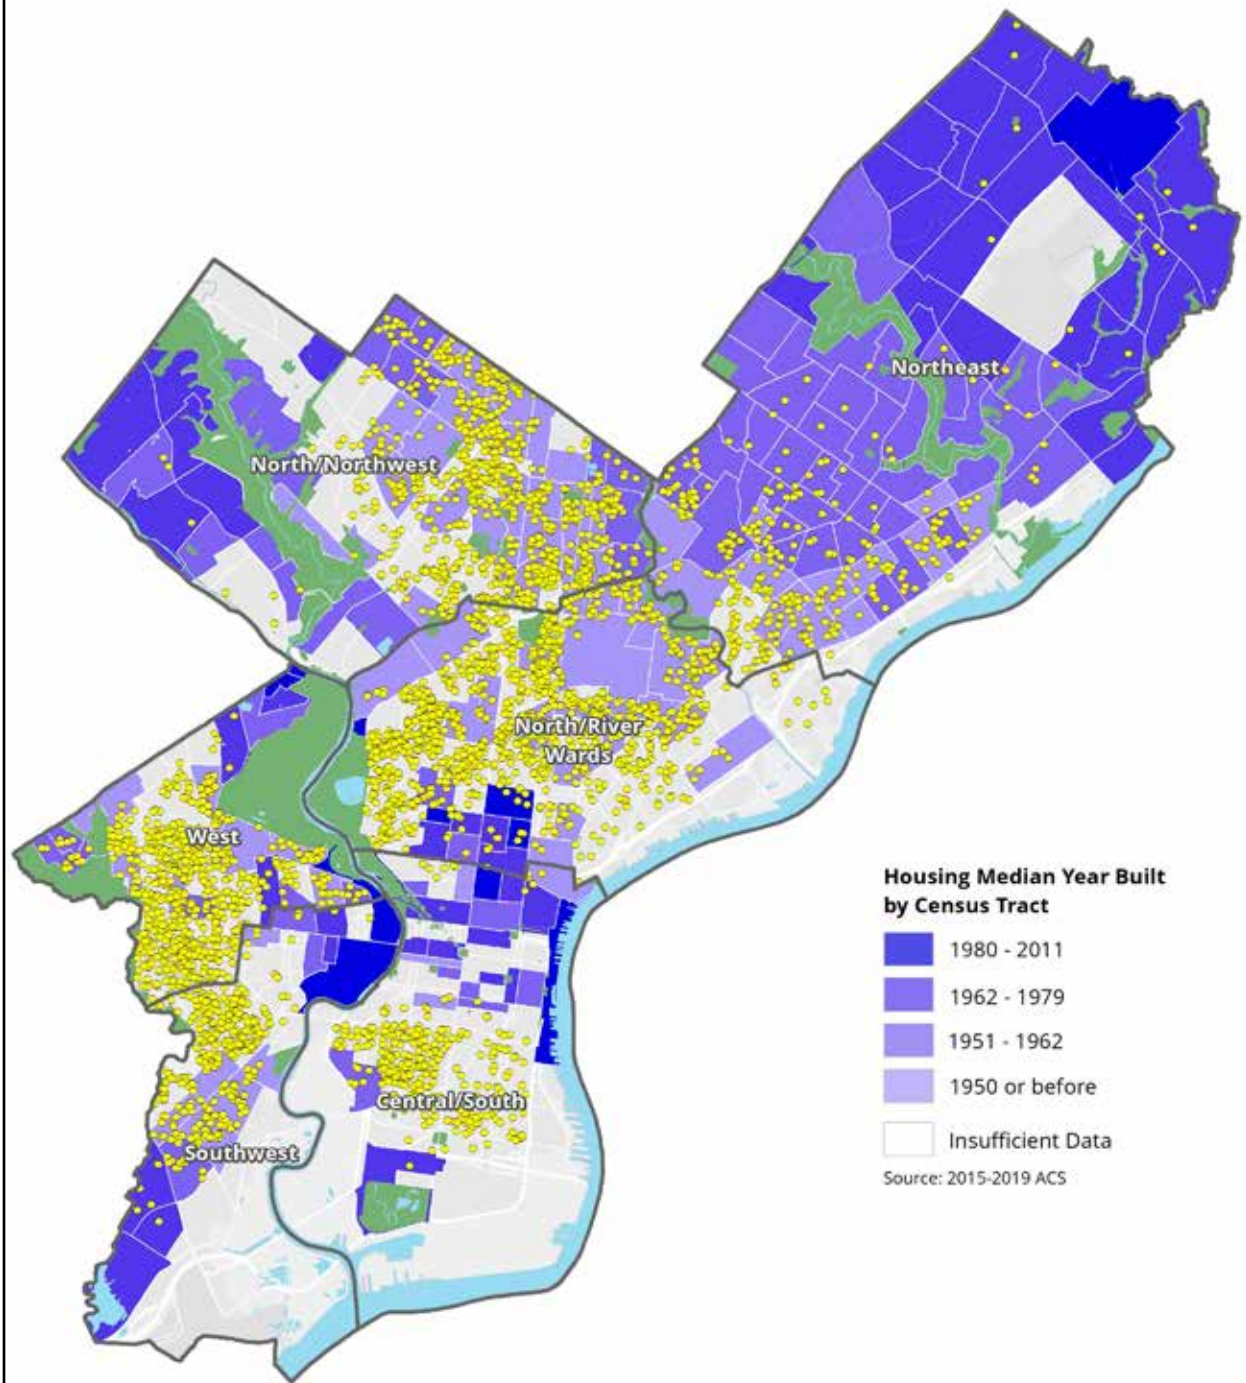 Northeast
North/Northwest
North/River
Wards
West
Housing Median Year Built
by Census Tract
1980 - 2011
1962 - 1979
1951 - 1962
1950 or before
Insufficient Data
Source: 2015-2019 ACS
Central/South
Southwest